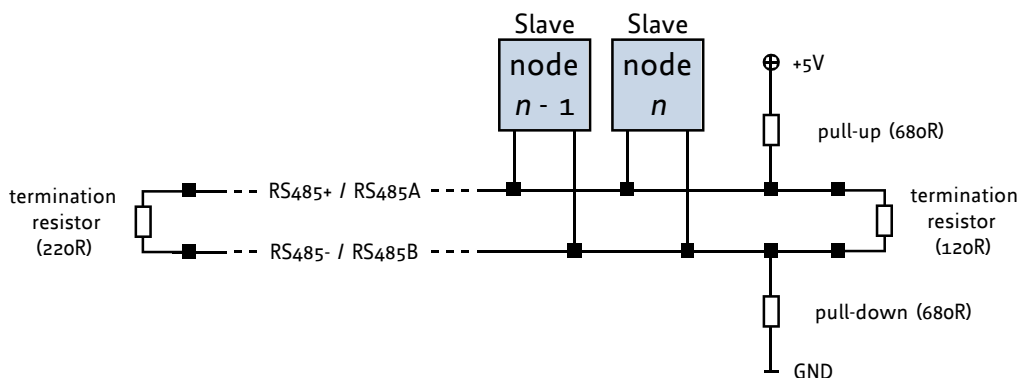 Slave Slave
node node
n - 1 n
+5V
pull-up (680R)
termination
resistor
(220R)
RS485+ / RS485A
RS485- / RS485B
termination
resistor
(120R)
pull-down (680R)
GND